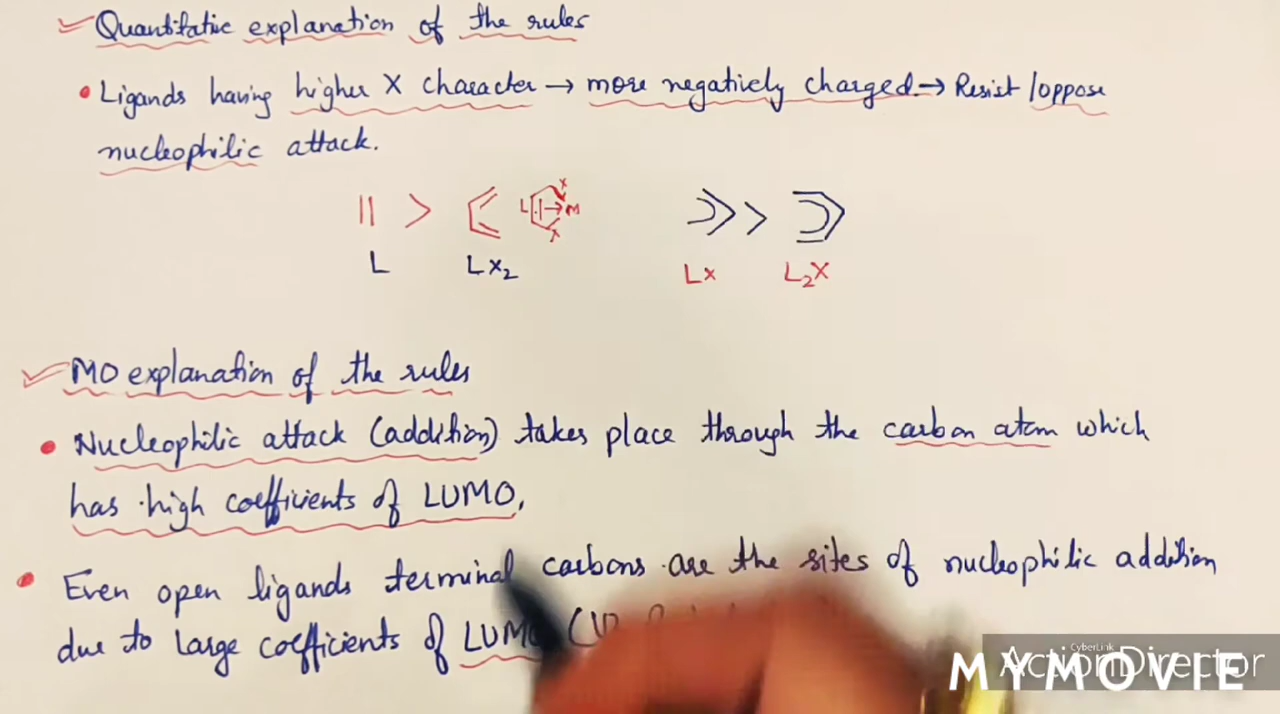 Quantitative explanation of the rules
• Ligands having higher X character → more negatively charged → Resist / oppose
nucleophilic attack.
> L X M X >
L LX₂ LX L₂X
MO explanation of the rules
• Nucleophilic attack (addition) takes place through the carbon atom which
has high coefficients of LUMO,
• Even open ligands terminal carbons are the sites of nucleophilic addition
due to large coefficients of LUMO
CyberLink
ActionDirector
MYMOVIE